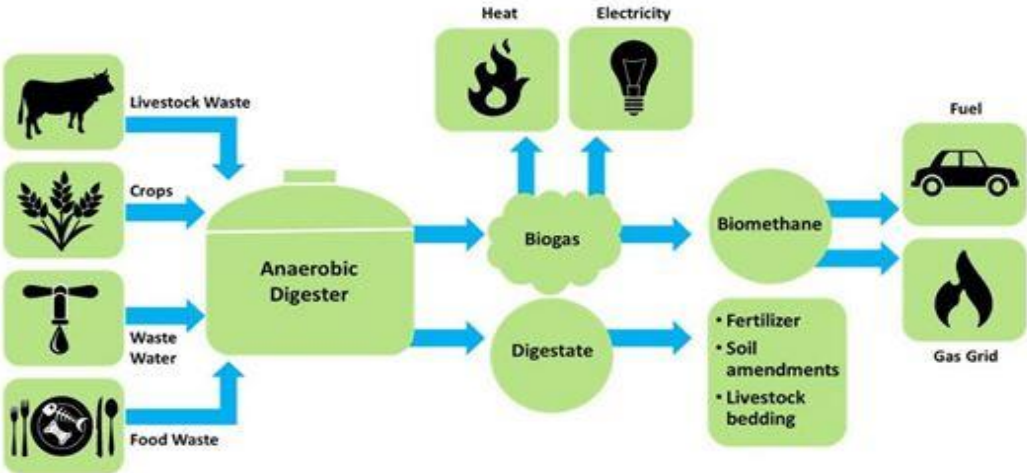 Heat
Electricity
Livestock Waste
Fuel
Crops
Biogas
Biomethane
Anaerobic
Digester
Waste
Water
Digestate
• Fertilizer
• Soil
amendments
• Livestock
bedding
Gas Grid
Food Waste